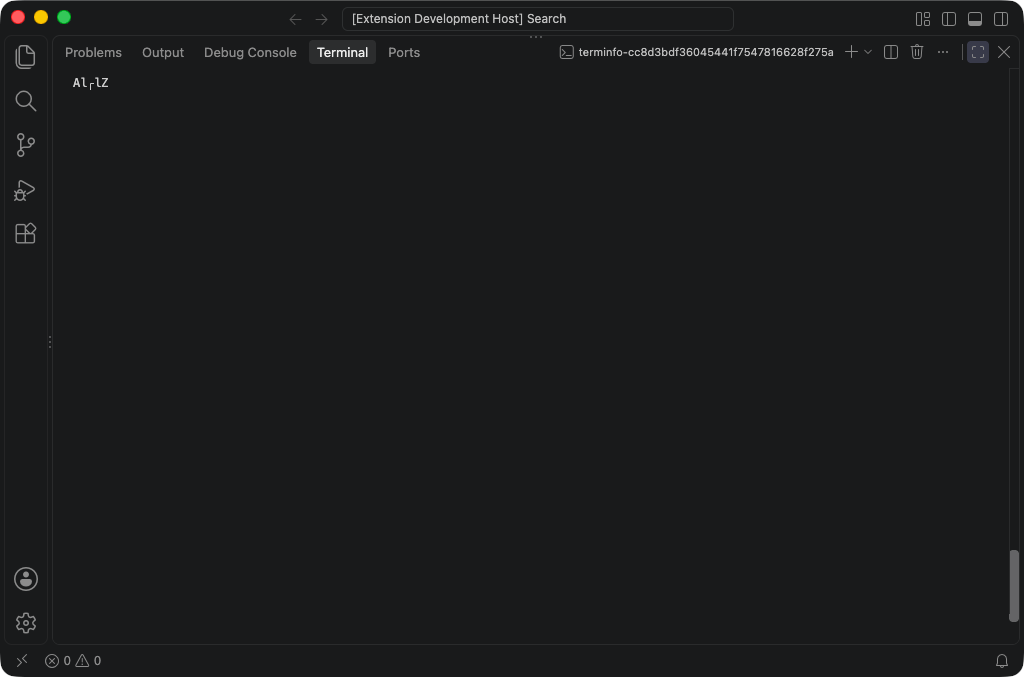 [Extension Development Host] Search
Problems Output Debug Console Terminal Ports
terminfo-cc8d3bdf36045441f7547816628f275a
Al┌lZ
0 0